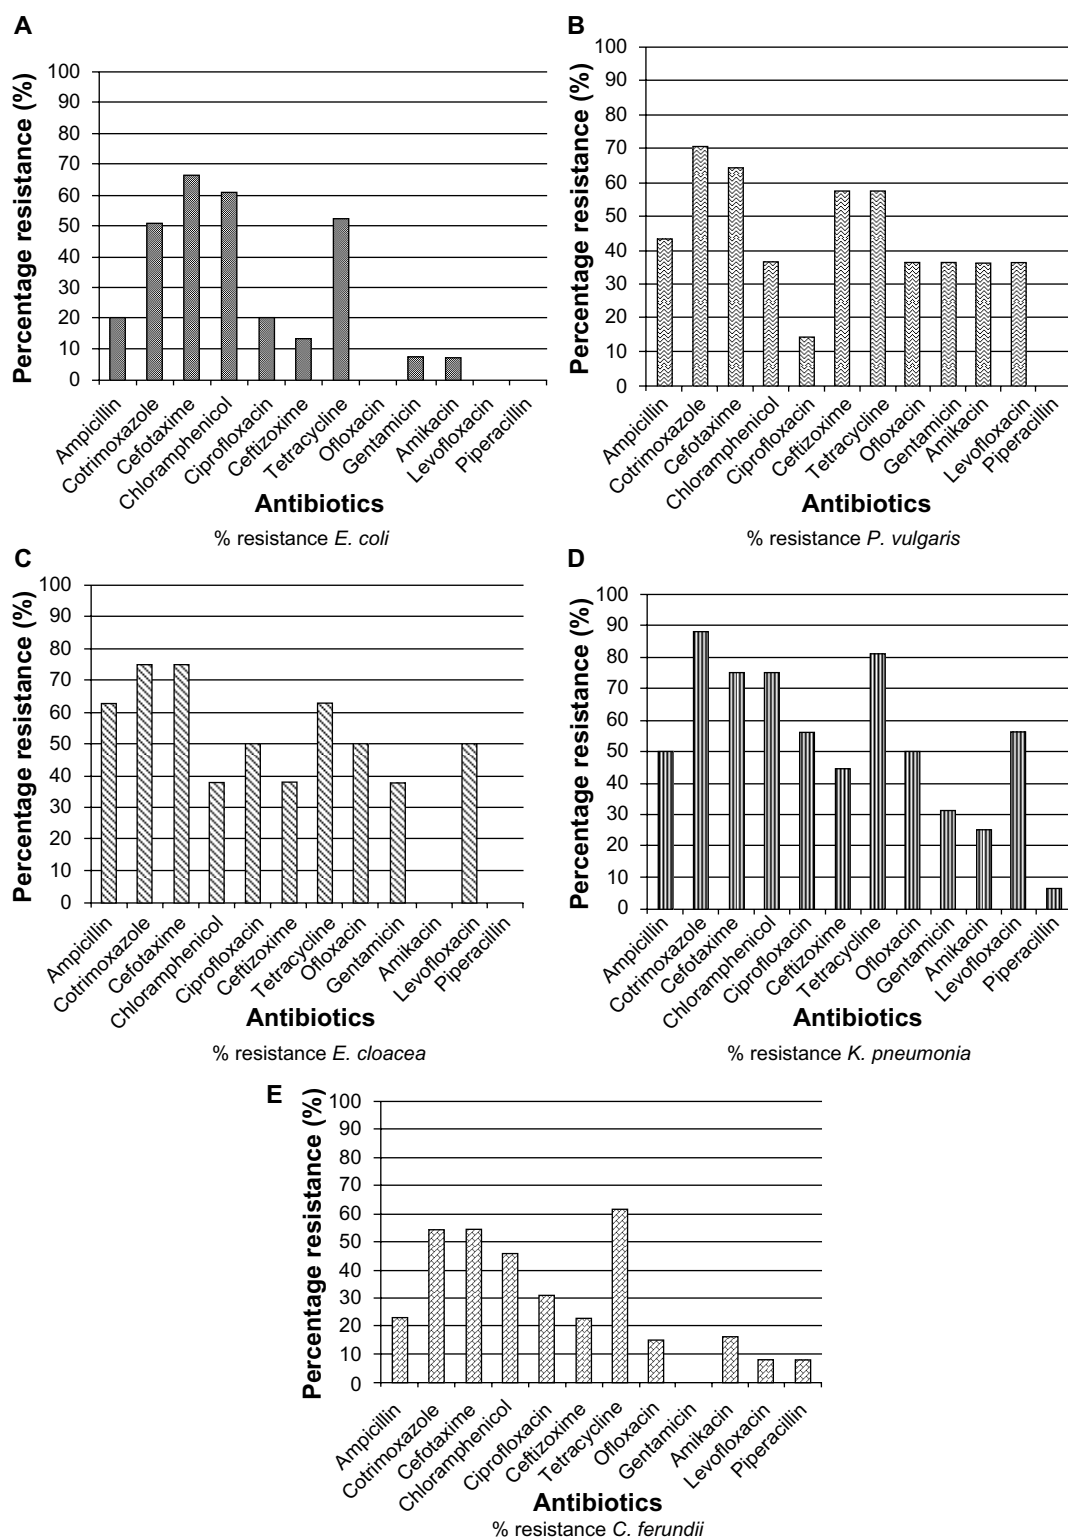 A
Percentage resistance (%)
100
90
80
70
60
50
40
30
20
10
0
Ampicillin
Cotrimoxazole
Cefotaxime
Chloramphenicol
Ciprofloxacin
Ceftizoxime
Tetracycline
Ofloxacin
Gentamicin
Amikacin
Levofloxacin
Piperacillin
Antibiotics
% resistance E. coli
B
Percentage resistance (%)
100
90
80
70
60
50
40
30
20
10
0
Ampicillin
Cotrimoxazole
Cefotaxime
Chloramphenicol
Ciprofloxacin
Ceftizoxime
Tetracycline
Ofloxacin
Gentamicin
Amikacin
Levofloxacin
Piperacillin
Antibiotics
% resistance P. vulgaris
C
Percentage resistance (%)
100
90
80
70
60
50
40
30
20
10
0
Ampicillin
Cotrimoxazole
Cefotaxime
Chloramphenicol
Ciprofloxacin
Ceftizoxime
Tetracycline
Ofloxacin
Gentamicin
Amikacin
Levofloxacin
Piperacillin
Antibiotics
% resistance E. cloacea
D
Percentage resistance (%)
100
90
80
70
60
50
40
30
20
10
0
Ampicillin
Cotrimoxazole
Cefotaxime
Chloramphenicol
Ciprofloxacin
Ceftizoxime
Tetracycline
Ofloxacin
Gentamicin
Amikacin
Levofloxacin
Piperacillin
Antibiotics
% resistance K. pneumonia
E
Percentage resistance (%)
100
90
80
70
60
50
40
30
20
10
0
Ampicillin
Cotrimoxazole
Cefotaxime
Chloramphenicol
Ciprofloxacin
Ceftizoxime
Tetracycline
Ofloxacin
Gentamicin
Amikacin
Levofloxacin
Piperacillin
Antibiotics
% resistance C. ferundii